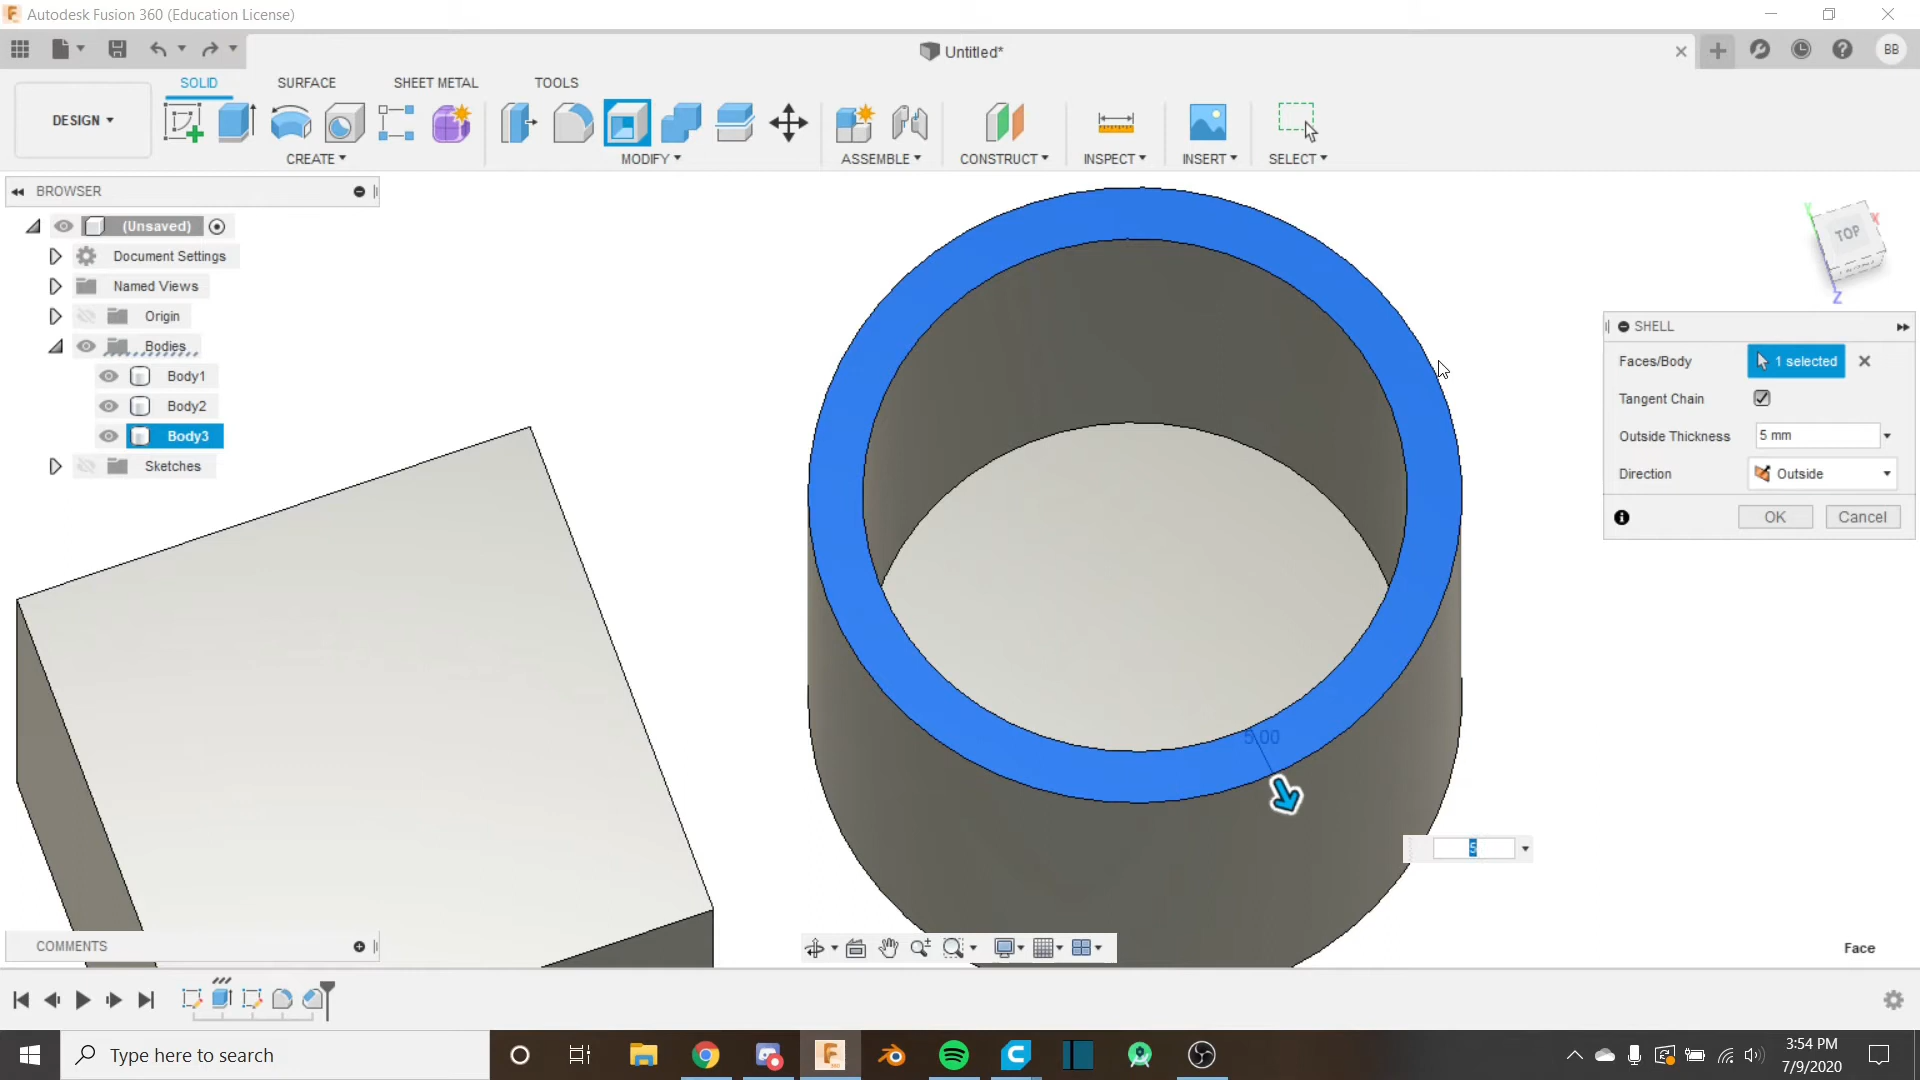 Autodesk Fusion 360 (Education License)
Untitled*
BB
DESIGN
SOLID
SURFACE
SHEET METAL
TOOLS
CREATE
MODIFY
ASSEMBLE
CONSTRUCT
INSPECT
INSERT
SELECT
BROWSER
(Unsaved)
Document Settings
Named Views
Origin
Bodies
Body1
Body2
Body3
Sketches
Y
X
TOP
Z
SHELL
Faces/Body
1 selected
Tangent Chain
Outside Thickness
5 mm
Direction
Outside
OK
Cancel
5.00
5
COMMENTS
Face
Type here to search
3:54 PM
7/9/2020